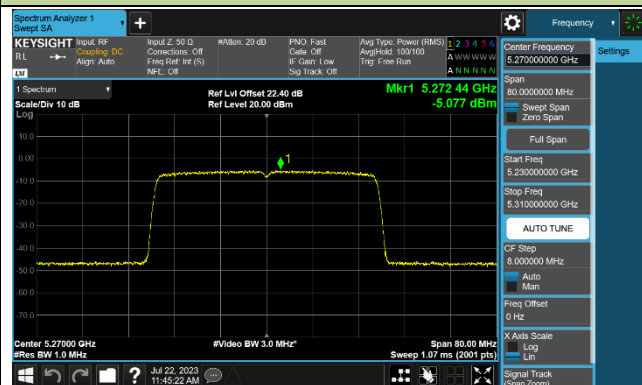 Spectrum Analyzer 1
Swept SA
+
Frequency
KEYSIGHT
RL
LXI
Input: RF
Coupling: DC
Align: Auto
Input Z: 50 Ω
Corrections: Off
Freq Ref: Int (S)
NFE: Off
#Atten: 20 dB
PNO: Fast
Gate: Off
IF Gain: Low
Sig Track: Off
Avg Type: Power (RMS)
Avg|Hold: 100/100
Trig: Free Run
1 2 3 4 5 6
A W W W W W
A N N N N N
1 Spectrum
Scale/Div 10 dB
Log
Ref Lvl Offset 22.40 dB
Ref Level 20.00 dBm
Mkr1 5.272 44 GHz
-5.077 dBm
10.0
0.00
-10.0
-20.0
-30.0
-40.0
-50.0
-60.0
-70.0
1
Center 5.27000 GHz
#Res BW 1.0 MHz
#Video BW 3.0 MHz*
Span 80.00 MHz
Sweep 1.07 ms (2001 pts)
Center Frequency
5.270000000 GHz
Span
80.0000000 MHz
Swept Span
Zero Span
Full Span
Start Freq
5.230000000 GHz
Stop Freq
5.310000000 GHz
AUTO TUNE
CF Step
8.000000 MHz
Auto
Man
Freq Offset
0 Hz
X Axis Scale
Log
Lin
Signal Track
(Span Zoom)
Settings
?
Jul 22, 2023
11:45:22 AM